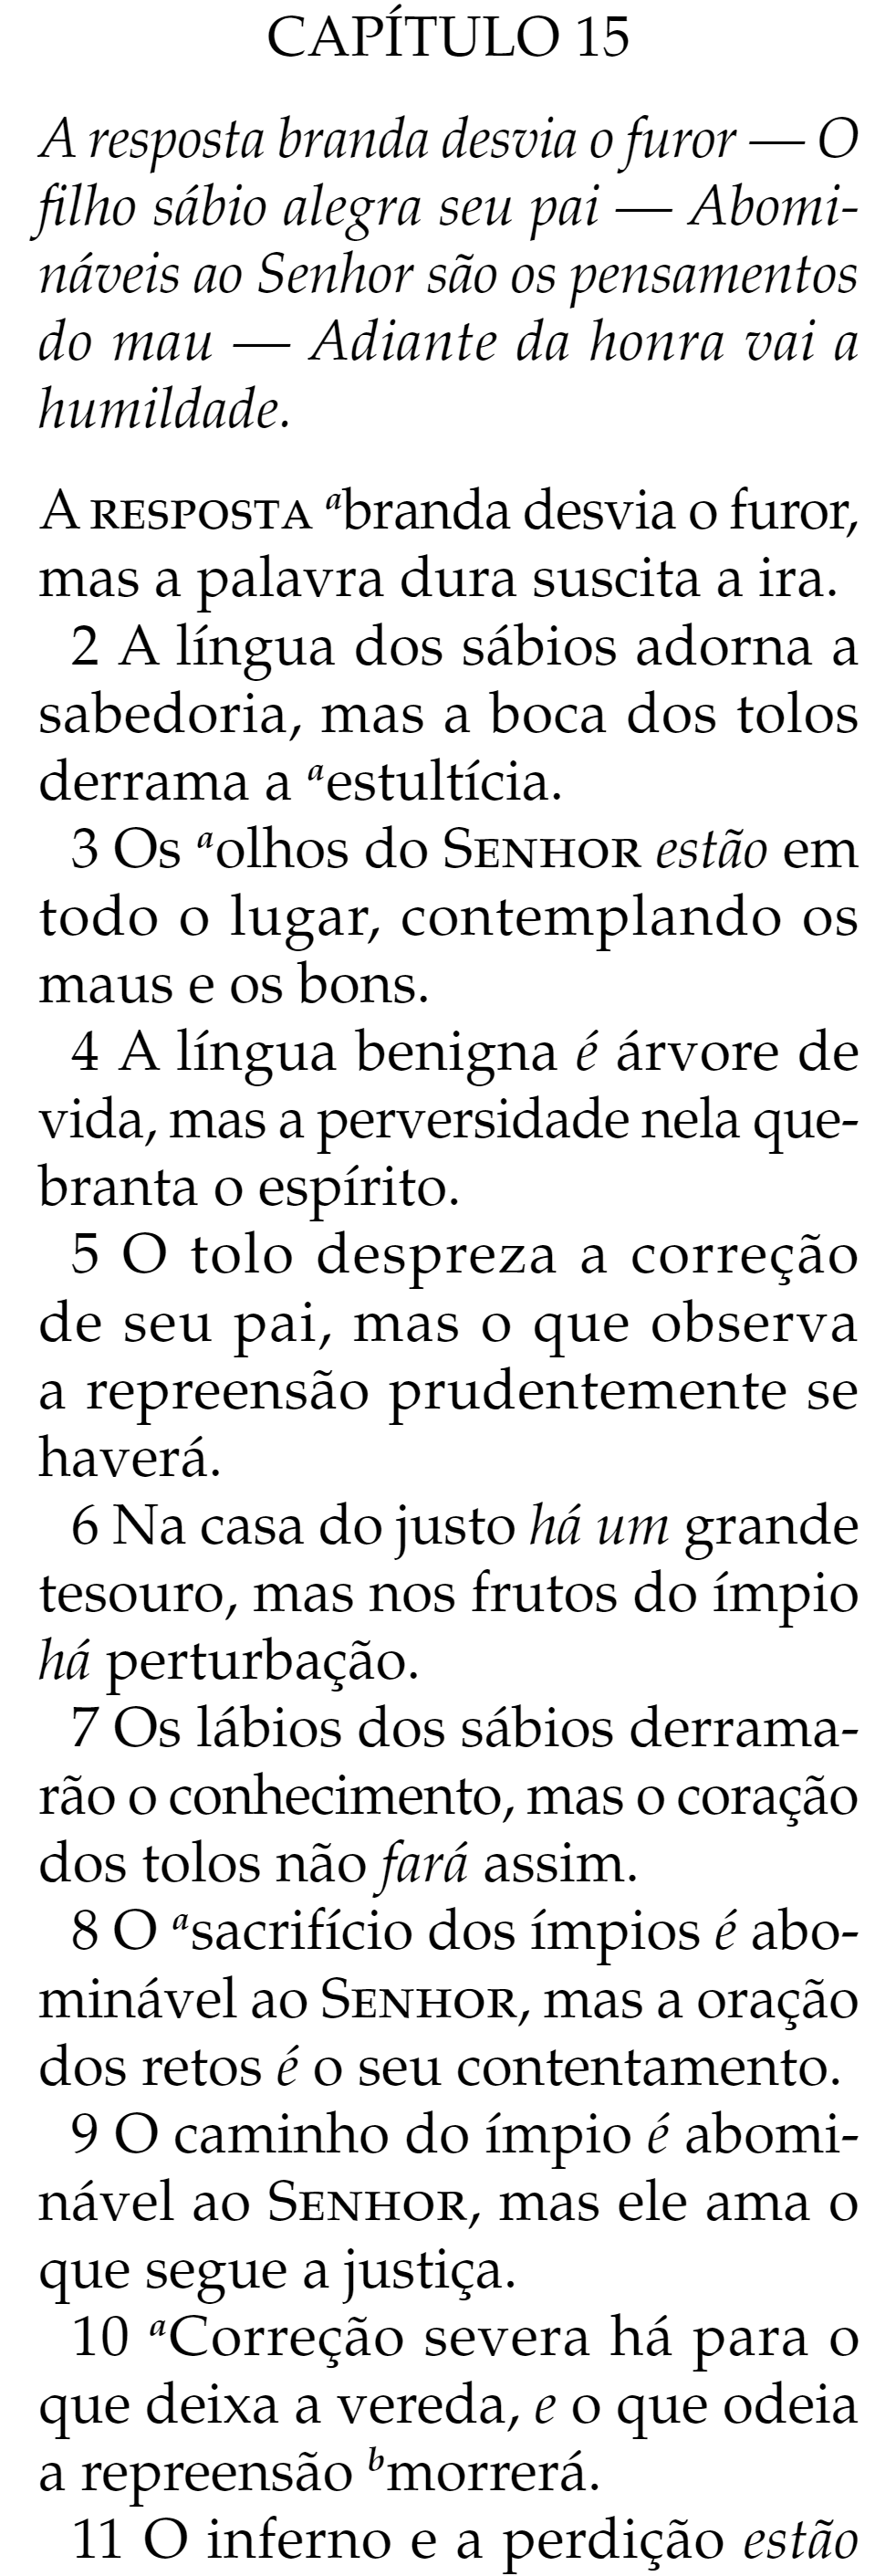 CAPÍTULO 15
A resposta branda desvia o furor — O
filho sábio alegra seu pai — Abomi-
náveis ao Senhor são os pensamentos
do mau — Adiante da honra vai a
humildade.
A RESPOSTA ᵃbranda desvia o furor,
mas a palavra dura suscita a ira.
2 A língua dos sábios adorna a
sabedoria, mas a boca dos tolos
derrama a ᵃestultícia.
3 Os ᵃolhos do SENHOR estão em
todo o lugar, contemplando os
maus e os bons.
4 A língua benigna é árvore de
vida, mas a perversidade nela que-
branta o espírito.
5 O tolo despreza a correção
de seu pai, mas o que observa
a repreensão prudentemente se
haverá.
6 Na casa do justo há um grande
tesouro, mas nos frutos do ímpio
há perturbação.
7 Os lábios dos sábios derrama-
rão o conhecimento, mas o coração
dos tolos não fará assim.
8 O ᵃsacrifício dos ímpios é abo-
minável ao SENHOR, mas a oração
dos retos é o seu contentamento.
9 O caminho do ímpio é abomi-
nável ao SENHOR, mas ele ama o
que segue a justiça.
10 ᵃCorreção severa há para o
que deixa a vereda, e o que odeia
a repreensão ᵇmorrerá.
11 O inferno e a perdição estão